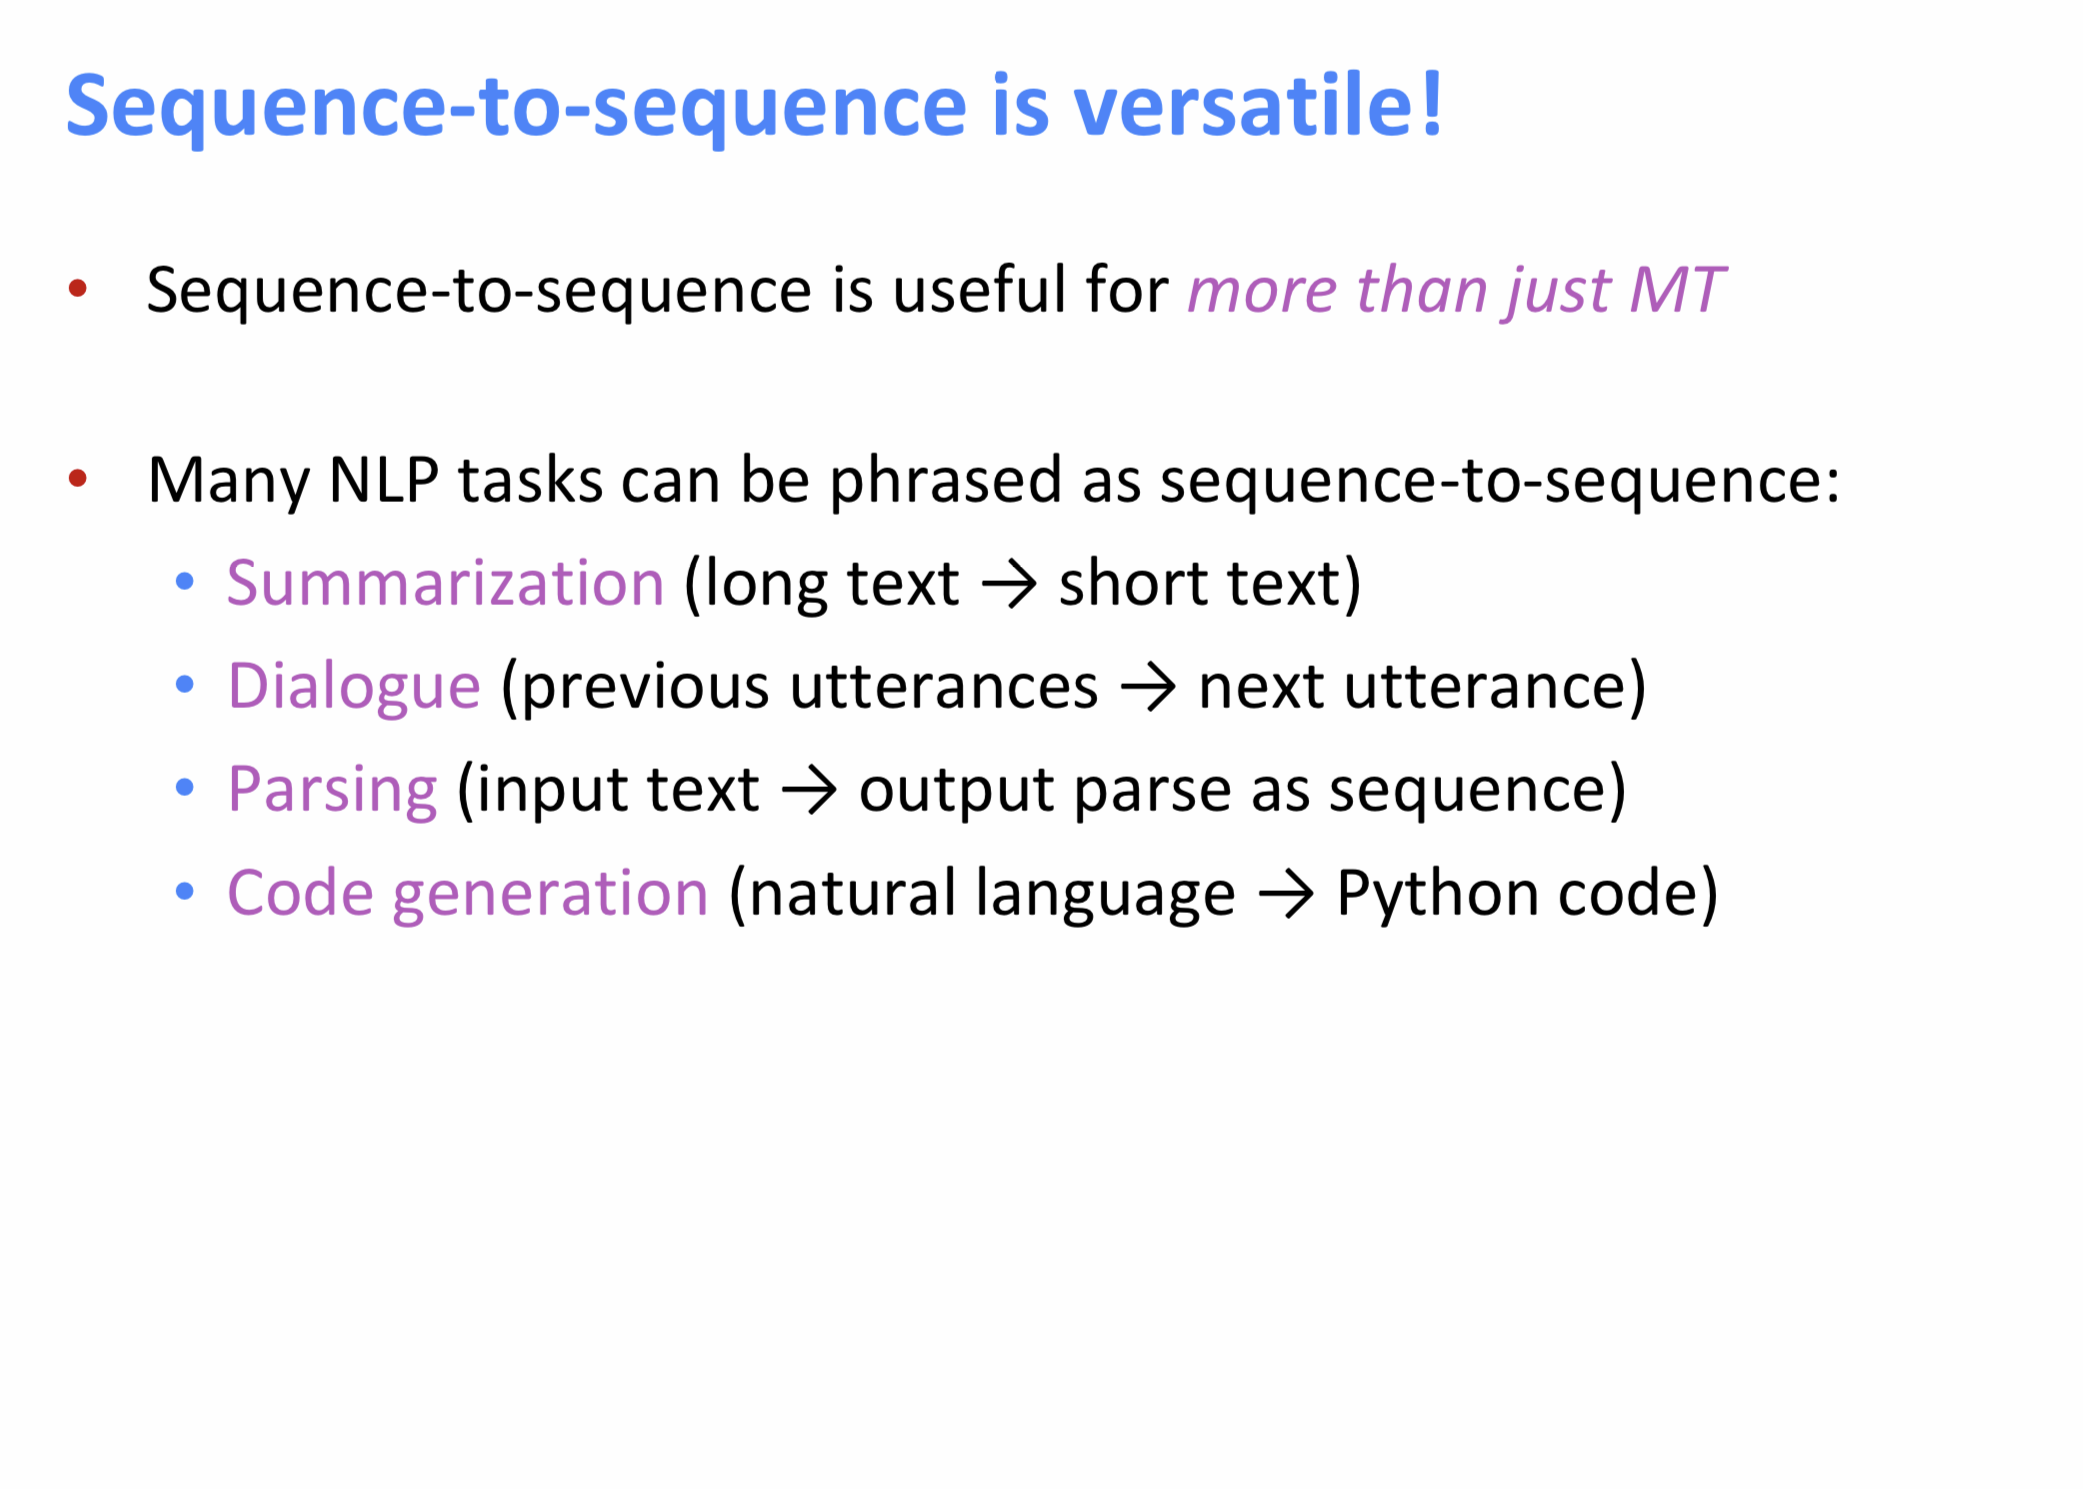 Sequence-to-sequence is versatile!
• Sequence-to-sequence is useful for more than just MT
• Many NLP tasks can be phrased as sequence-to-sequence:
• Summarization (long text → short text)
• Dialogue (previous utterances → next utterance)
• Parsing (input text → output parse as sequence)
• Code generation (natural language → Python code)